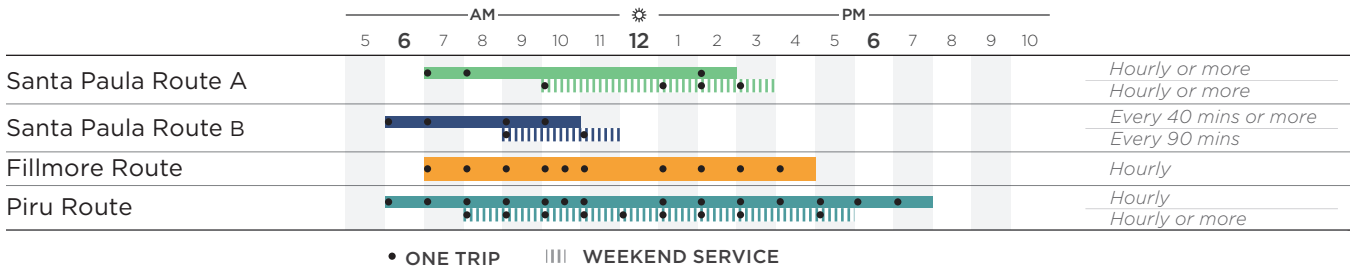 AM PM
5 6 7 8 9 10 11 12 1 2 3 4 5 6 7 8 9 10
Santa Paula Route A
Hourly or more
Hourly or more
Santa Paula Route B
Every 40 mins or more
Every 90 mins
Fillmore Route
Hourly
Piru Route
Hourly
Hourly or more
ONE TRIP WEEKEND SERVICE